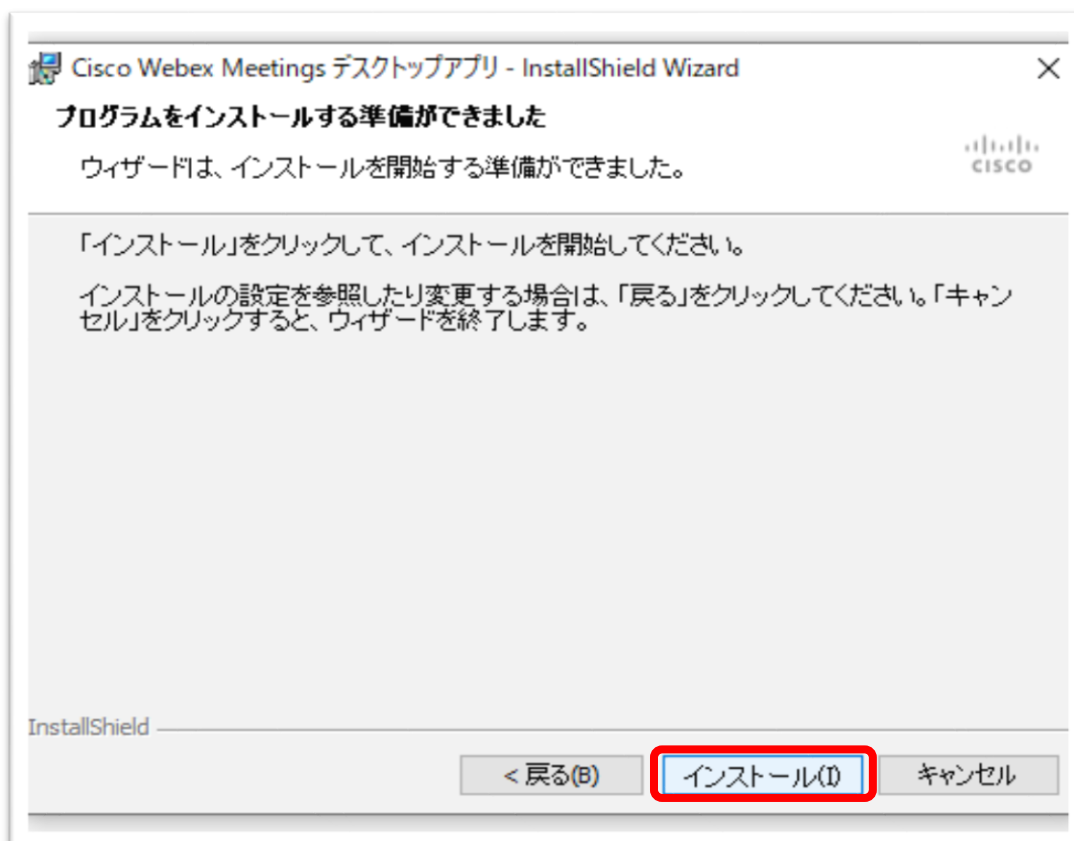 Cisco Webex Meetings デスクトップアプリ - InstallShield Wizard
プログラムをインストールする準備ができました
ウィザードは、インストールを開始する準備ができました。
CISCO
「インストール」をクリックして、インストールを開始してください。
インストールの設定を参照したり変更する場合は、「戻る」をクリックしてください。「キャン
セル」をクリックすると、ウィザードを終了します。
InstallShield
< 戻る(B)
インストール(I)
キャンセル